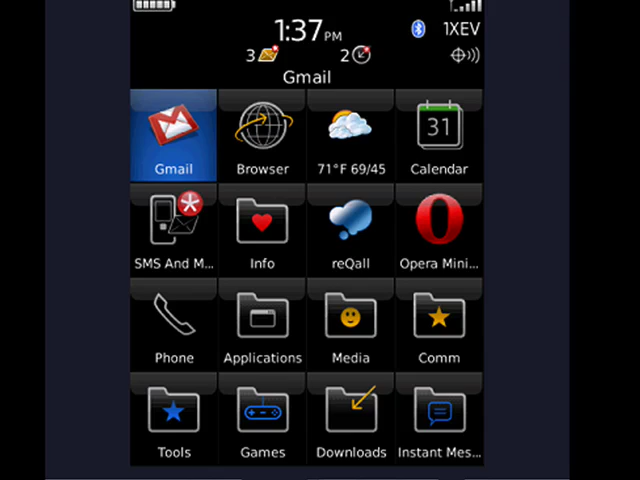 1:37 PM 1XEV
3 2
Gmail
Gmail Browser 71°F 69/45 Calendar
31
SMS And M... Info reQall Opera Mini...
Phone Applications Media Comm
Tools Games Downloads Instant Mes...